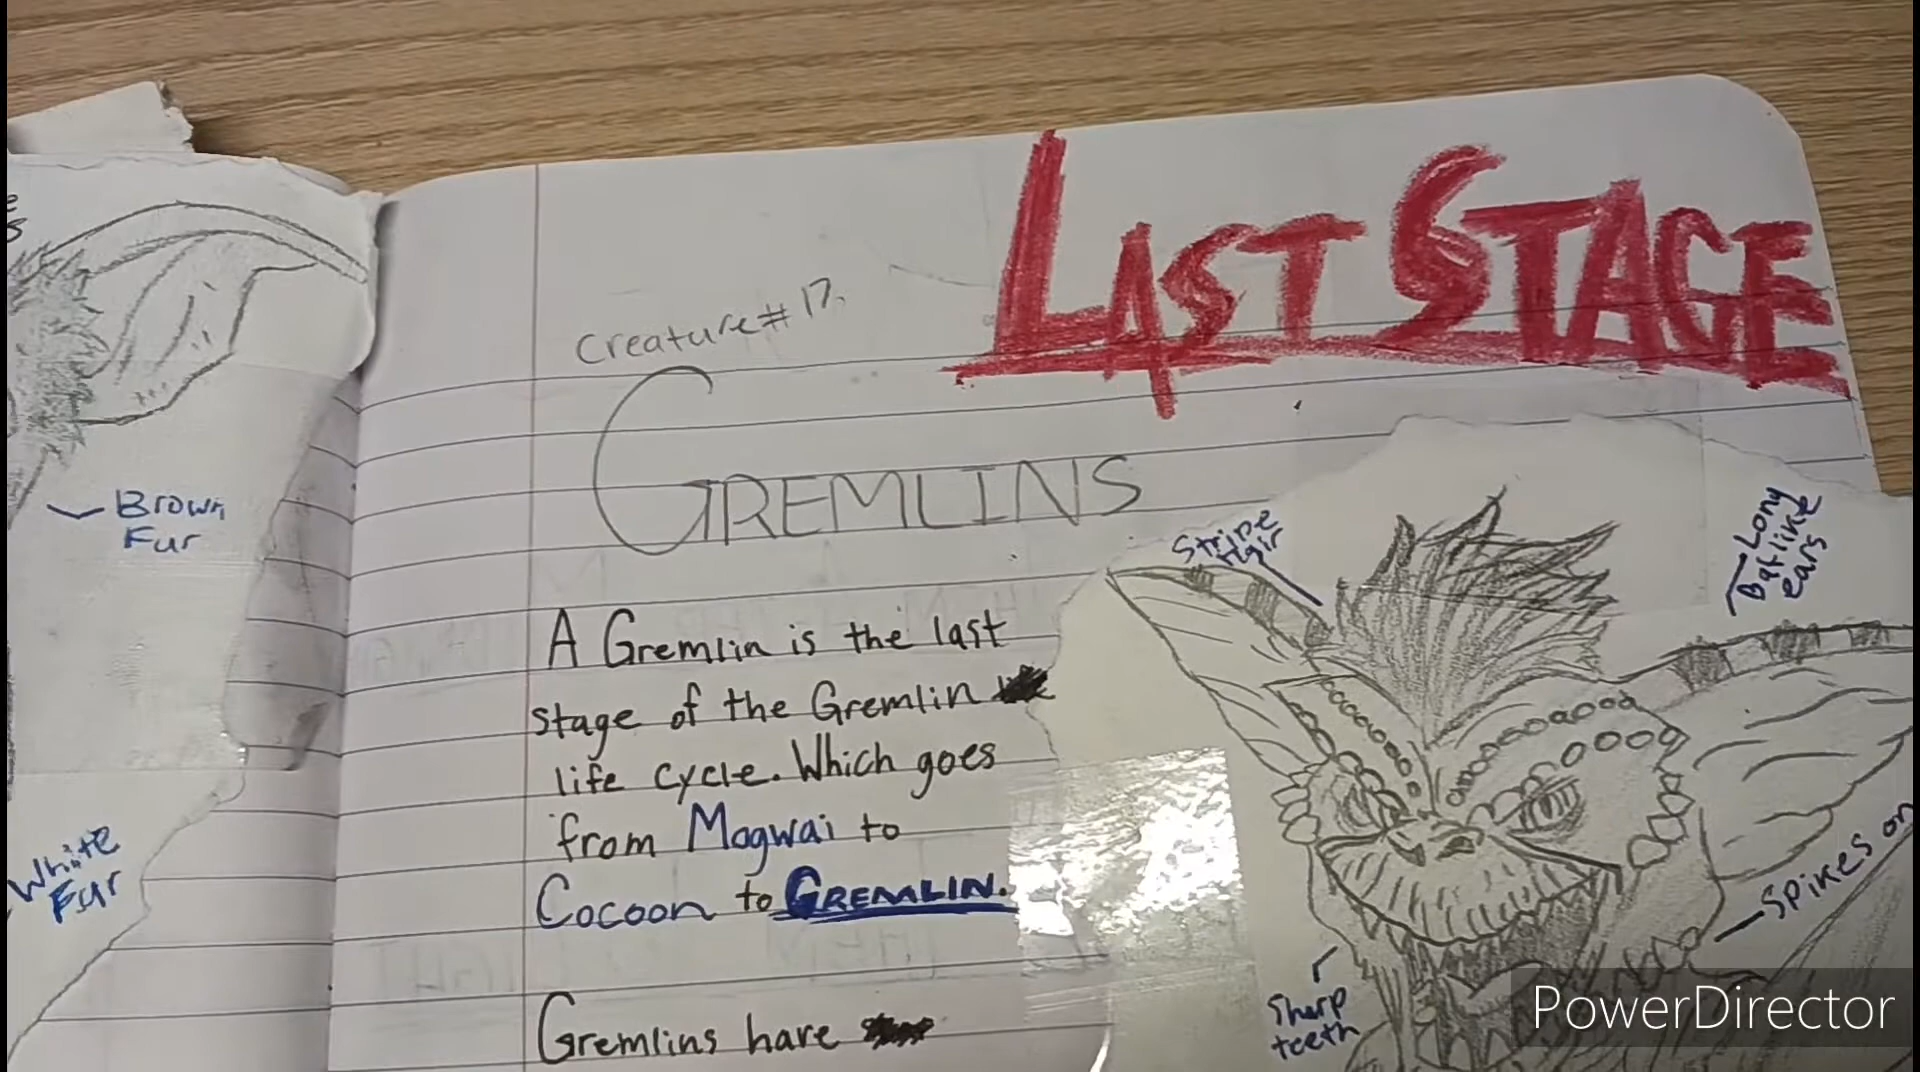 Brown
Fur
White
Fur
LAST STAGE
Creature # 17.
GREMLINS
A Gremlin is the last
stage of the Gremlin
life cycle. Which goes
from Mogwai to
Cocoon to GREMLIN.
Gremlins have
Stripe
Hair
Long
Batlike
ears
Spikes on
Sharp
teeth
PowerDirector